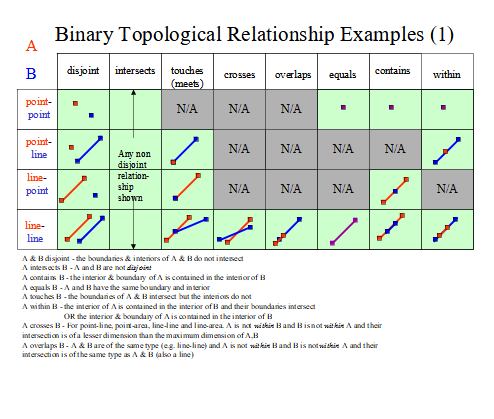 Binary Topological Relationship Examples (1)
A
B
disjoint intersects touches (meets) crosses overlaps equals contains within
point-point N/A N/A N/A
point-line N/A N/A N/A N/A
Any non disjoint relation-ship shown
line-point N/A N/A N/A N/A
line-line
A & B disjoint - the boundaries & interiors of A & B do not intersect
A intersects B - A and B are not disjoint
A contains B - the interior & boundary of A is contained in the interior of B
A equals B - A and B have the same boundary and interior
A touches B - the boundaries of A & B intersect but the interiors do not
A within B - the interior of A is contained in the interior of B and their boundaries intersect
OR the interior & boundary of A is contained in the interior of B
A crosses B - For point-line, point-area, line-line and line-area. A is not within B and B is not within A and their
intersection is of a lesser dimension than the maximum dimension of A,B
A overlaps B - A & B are of the same type (e.g. line-line) and A is not within B and B is not within A and their
intersection is of the same type as A & B (also a line)